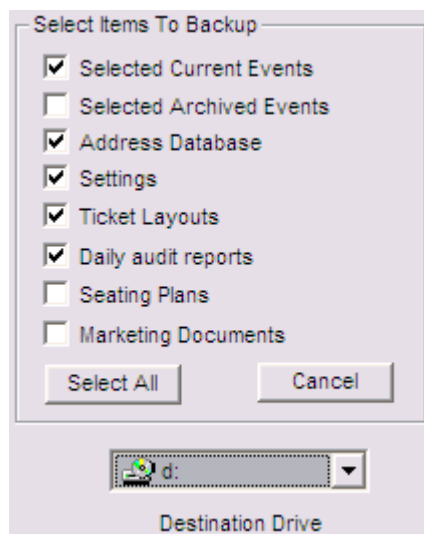 Select Items To Backup
Selected Current Events
Selected Archived Events
Address Database
Settings
Ticket Layouts
Daily audit reports
Seating Plans
Marketing Documents
Select All Cancel
d:
Destination Drive